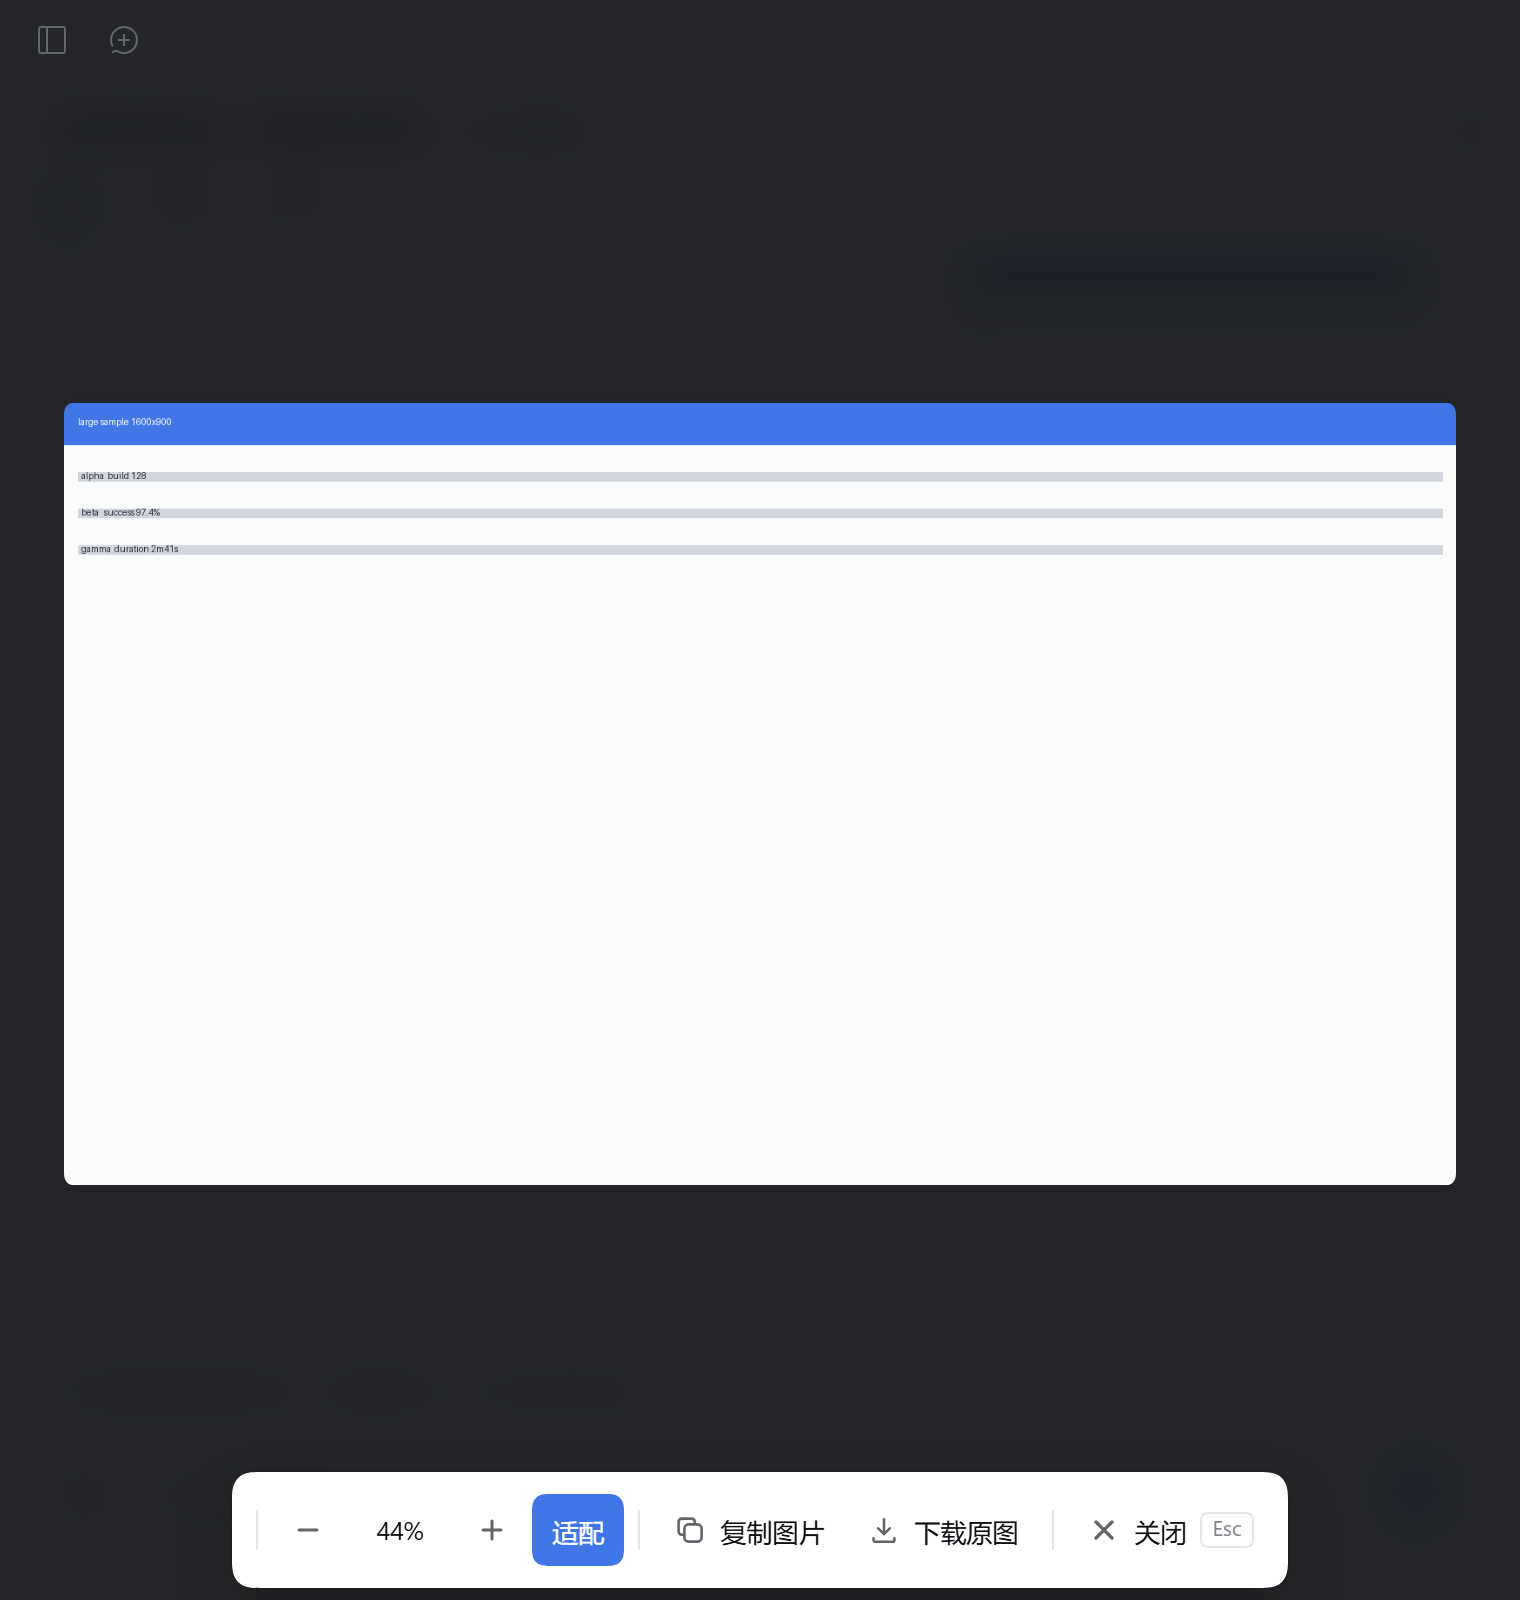 large sample 1600x900
alpha build 128
beta success 97.4%
gamma duration 2m41s
44% 适配 复制图片 下载原图 关闭 Esc